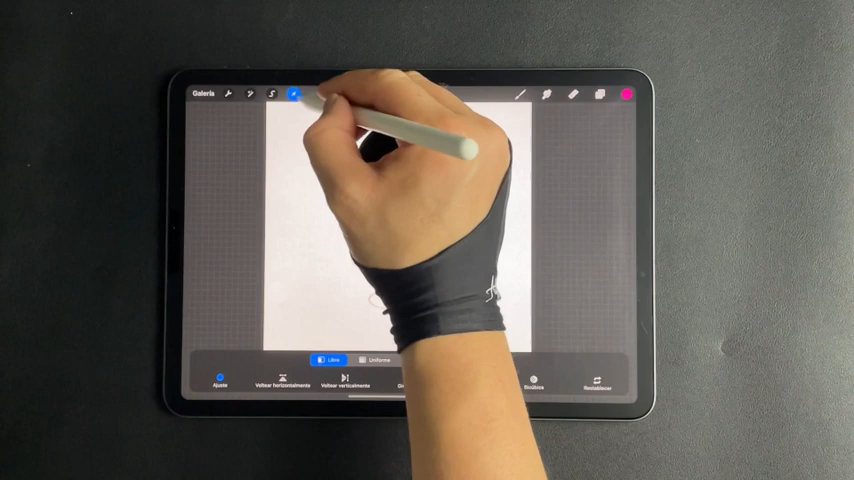 Galería
Libre Uniforme
Ajuste Voltear horizontalmente Voltear verticalmente Bicúbica Restablecer